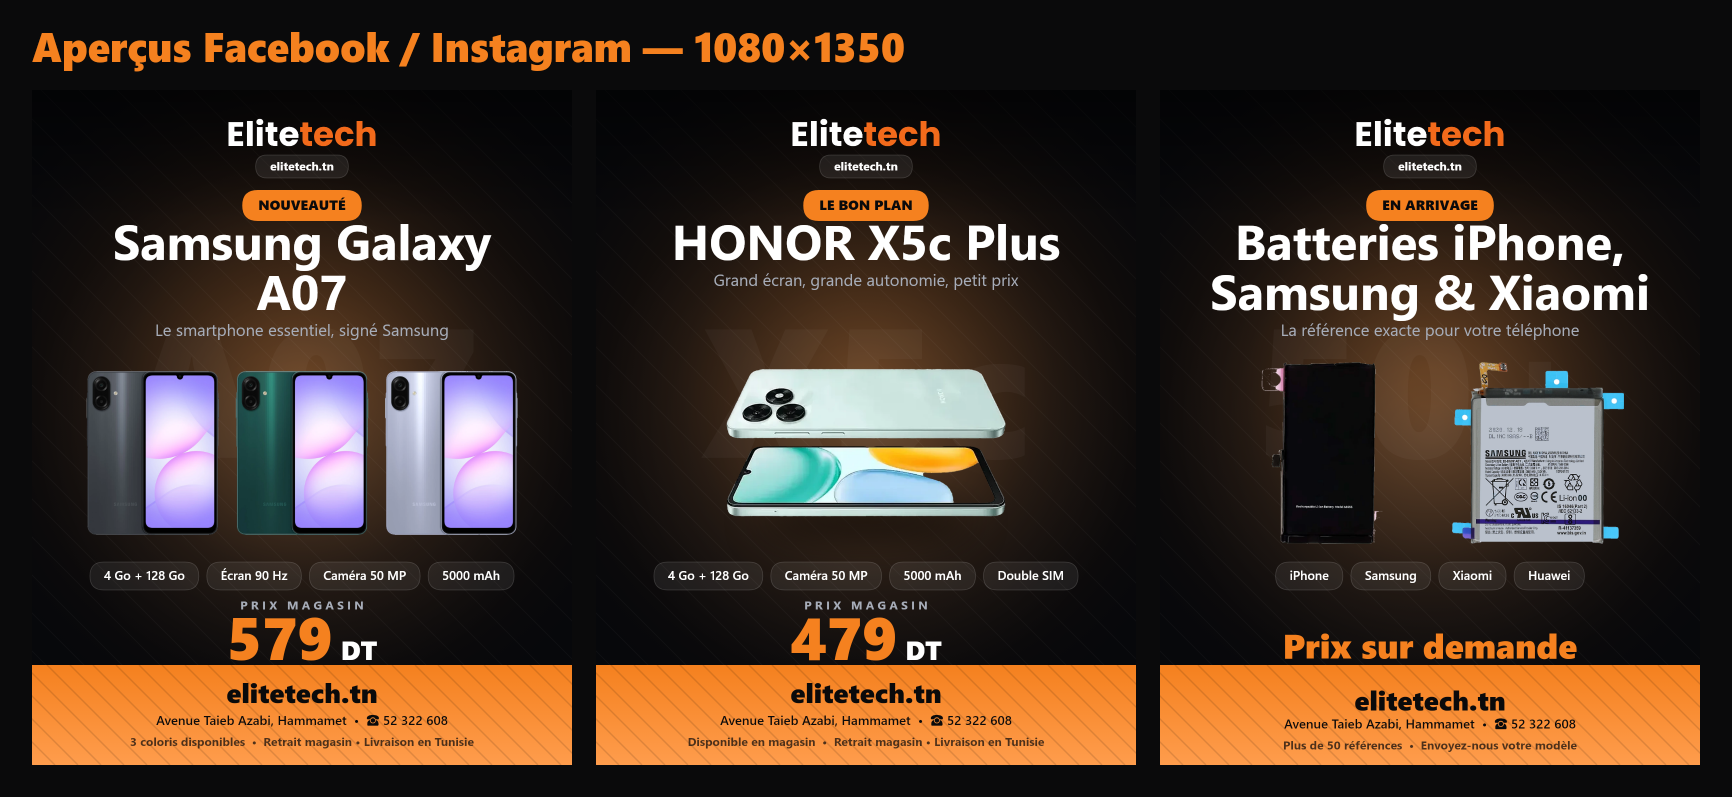 Aperçus Facebook / Instagram — 1080×1350
Elitetech
elitetech.tn
NOUVEAUTÉ
Samsung Galaxy
A07
Le smartphone essentiel, signé Samsung
A07
4 Go + 128 Go
Écran 90 Hz
Caméra 50 MP
5000 mAh
PRIX MAGASIN
579 DT
elitetech.tn
Avenue Taieb Azabi, Hammamet • ☎ 52 322 608
3 coloris disponibles • Retrait magasin • Livraison en Tunisie
Elitetech
elitetech.tn
LE BON PLAN
HONOR X5c Plus
Grand écran, grande autonomie, petit prix
X5c
HONOR
4 Go + 128 Go
Caméra 50 MP
5000 mAh
Double SIM
PRIX MAGASIN
479 DT
elitetech.tn
Avenue Taieb Azabi, Hammamet • ☎ 52 322 608
Disponible en magasin • Retrait magasin • Livraison en Tunisie
Elitetech
elitetech.tn
EN ARRIVAGE
Batteries iPhone,
Samsung & Xiaomi
La référence exacte pour votre téléphone
SAMSUNG
Li-ion 00
iPhone
Samsung
Xiaomi
Huawei
Prix sur demande
elitetech.tn
Avenue Taieb Azabi, Hammamet • ☎ 52 322 608
Plus de 50 références • Envoyez-nous votre modèle